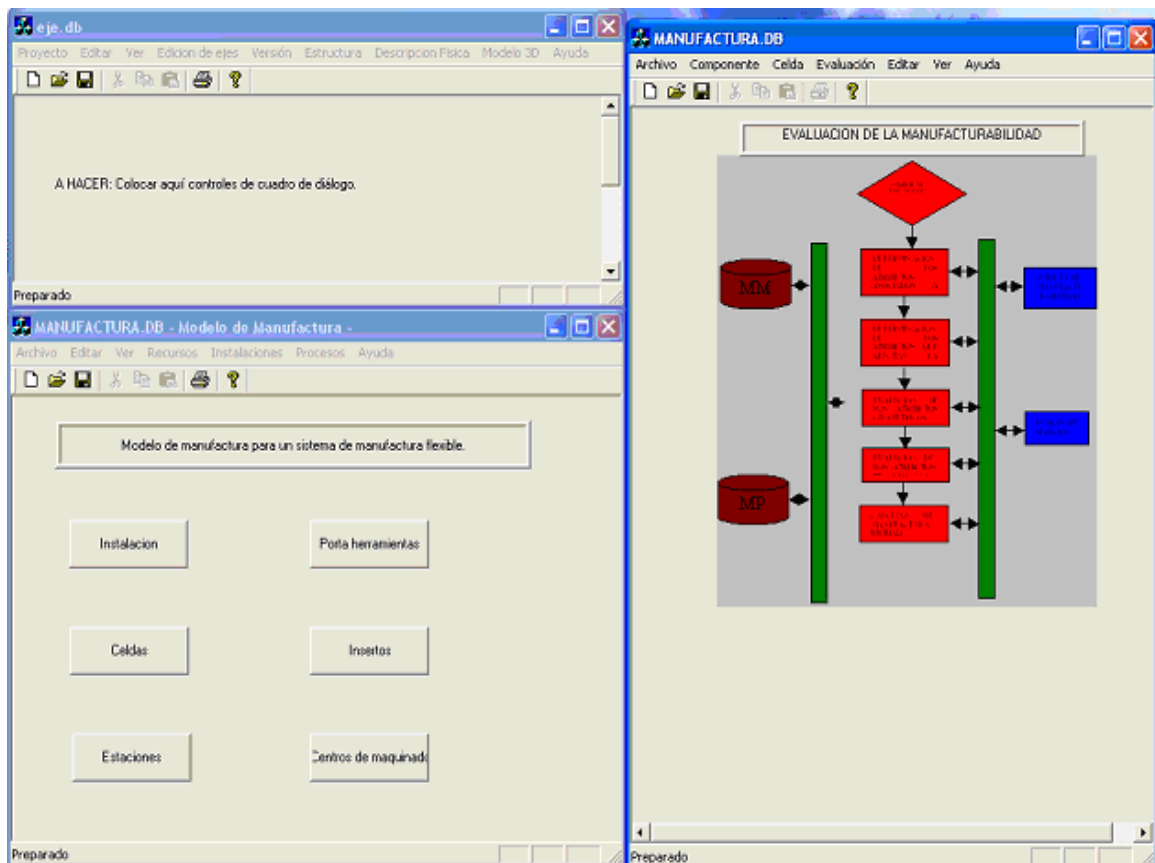 eje.db
Proyecto Editar Ver Edicion de ejes Versión Estructura Descripcion Fisica Modelo 3D Ayuda
A HACER: Colocar aquí controles de cuadro de diálogo.
Preparado
MANUFACTURA.DB - Modelo de Manufactura -
Archivo Editar Ver Recursos Instalaciones Procesos Ayuda
Modelo de manufactura para un sistema de manufactura flexible.
Instalacion
Porta herramientas
Celdas
Insertos
Estaciones
Centros de maquinado
Preparado
MANUFACTURA.DB
Archivo Componente Celda Evaluación Editar Ver Ayuda
EVALUACION DE LA MANUFACTURABILIDAD
MM
MP
Preparado